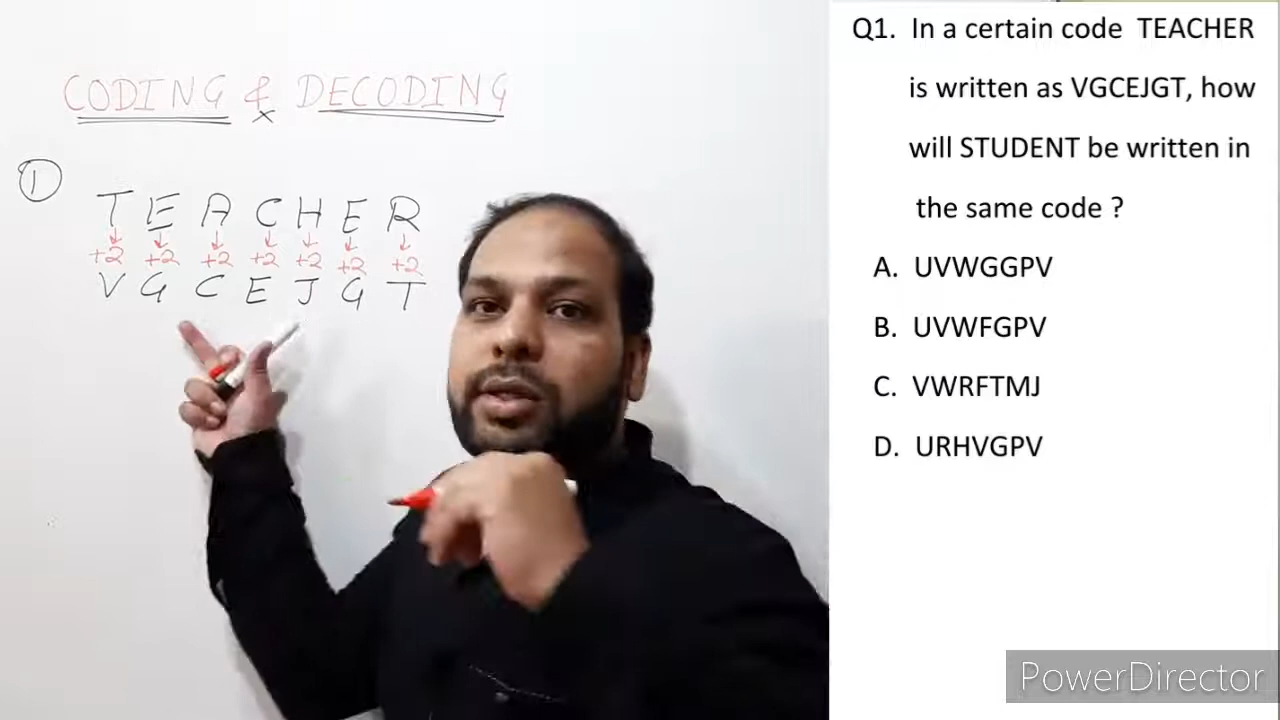 CODING & DECODING
1
T E A C H E R
+2 +2 +2 +2 +2 +2 +2
V G C E J G T
Q1. In a certain code TEACHER
is written as VGCEJGT, how
will STUDENT be written in
the same code ?
A. UVWGGPV
B. UVWFGPV
C. VWRFTMJ
D. URHVGPV
PowerDirector